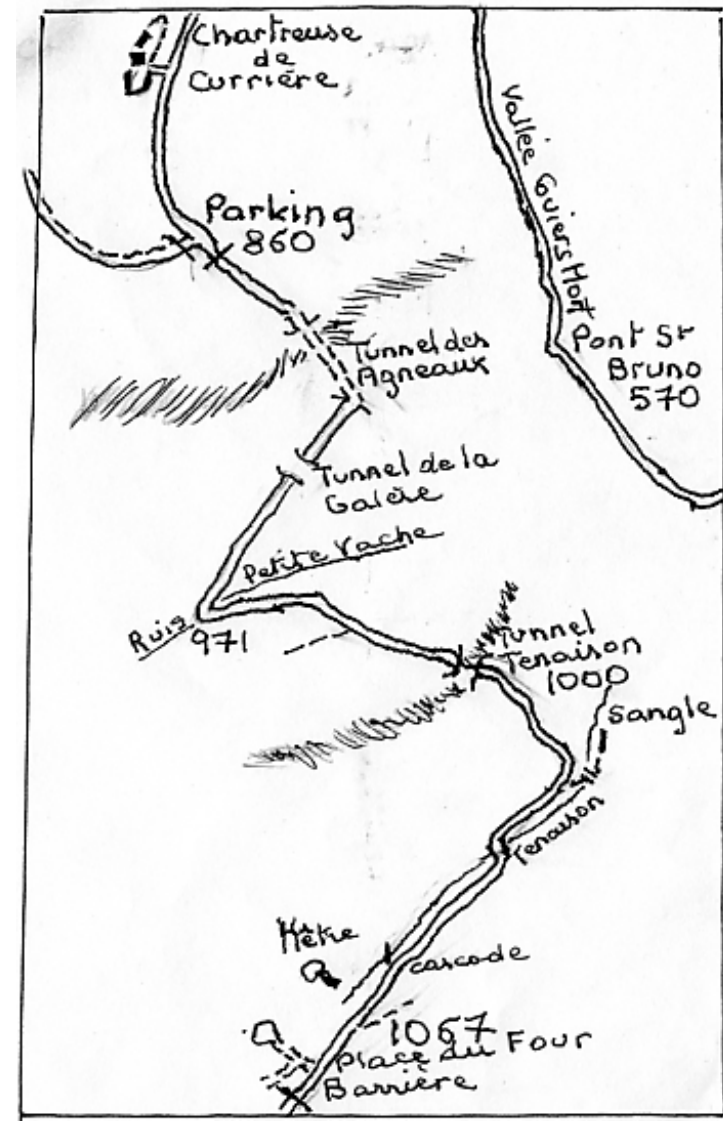 Chartreuse
de
Currière
Vallée Guiers Mort
Parking
860
Pont St
Bruno
570
Tunnel des
Agneaux
Tunnel de la
Galère
Petite Vache
Ruis
971
Tunnel
Tenaison
1000
Sangle
Tenaison
Hêtre
cascade
1067
Place du Four
Barrière